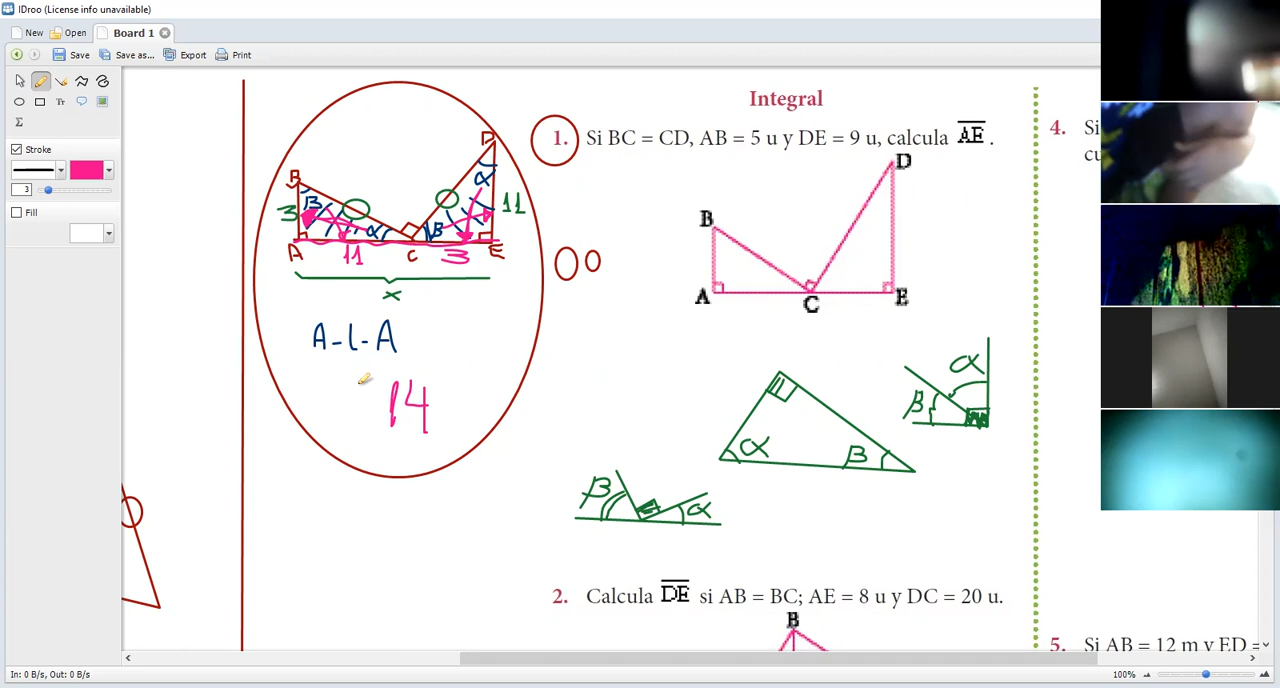 IDroo (License info unavailable)
New Open Board 1
Save Save as... Export Print
Tr
Σ
Stroke
3
Fill
B
D
β
α
3
11
α
β
A
11
C
3
E
x
A-L-A
14
Integral
1. Si BC = CD, AB = 5 u y DE = 9 u, calcula AE.
D
B
A
C
E
α
β
α
β
β
α
2. Calcula DE si AB = BC; AE = 8 u y DC = 20 u.
B
4. Si
cu
5. Si AB = 12 m y ED =
In: 0 B/s, Out: 0 B/s
100%